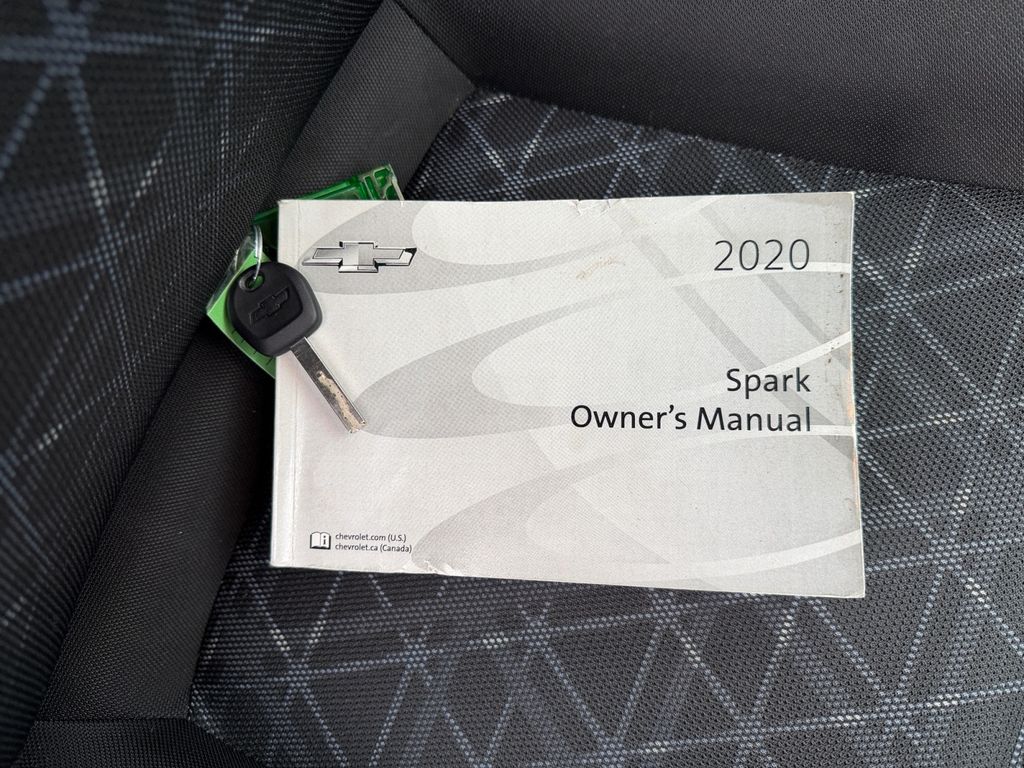 2020
Spark
Owner's Manual
chevrolet.com (U.S.)
chevrolet.ca (Canada)